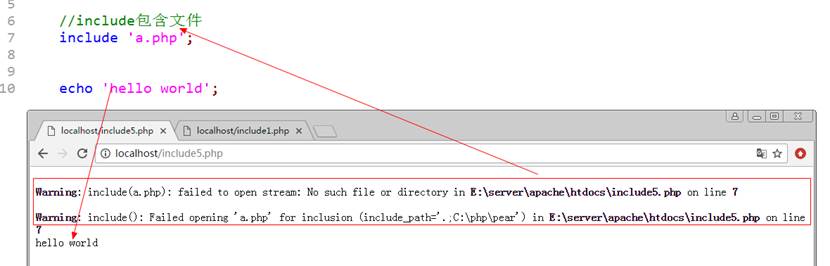 5
6 //include包含文件
7 include 'a.php';
8
9
10 echo 'hello world';
localhost/include5.php localhost/include1.php
localhost/include5.php
Warning: include(a.php): failed to open stream: No such file or directory in E:\server\apache\htdocs\include5.php on line 7
Warning: include(): Failed opening 'a.php' for inclusion (include_path='.;C:\php\pear') in E:\server\apache\htdocs\include5.php on line
7
hello world